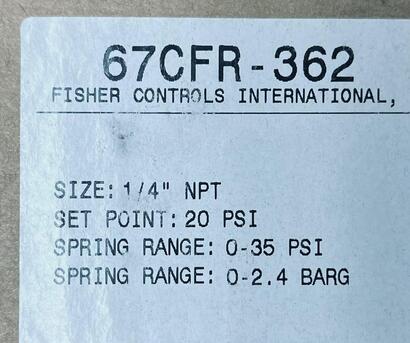 67CFR-362
FISHER CONTROLS INTERNATIONAL,
SIZE: 1/4" NPT
SET POINT: 20 PSI
SPRING RANGE: 0-35 PSI
SPRING RANGE: 0-2.4 BARG